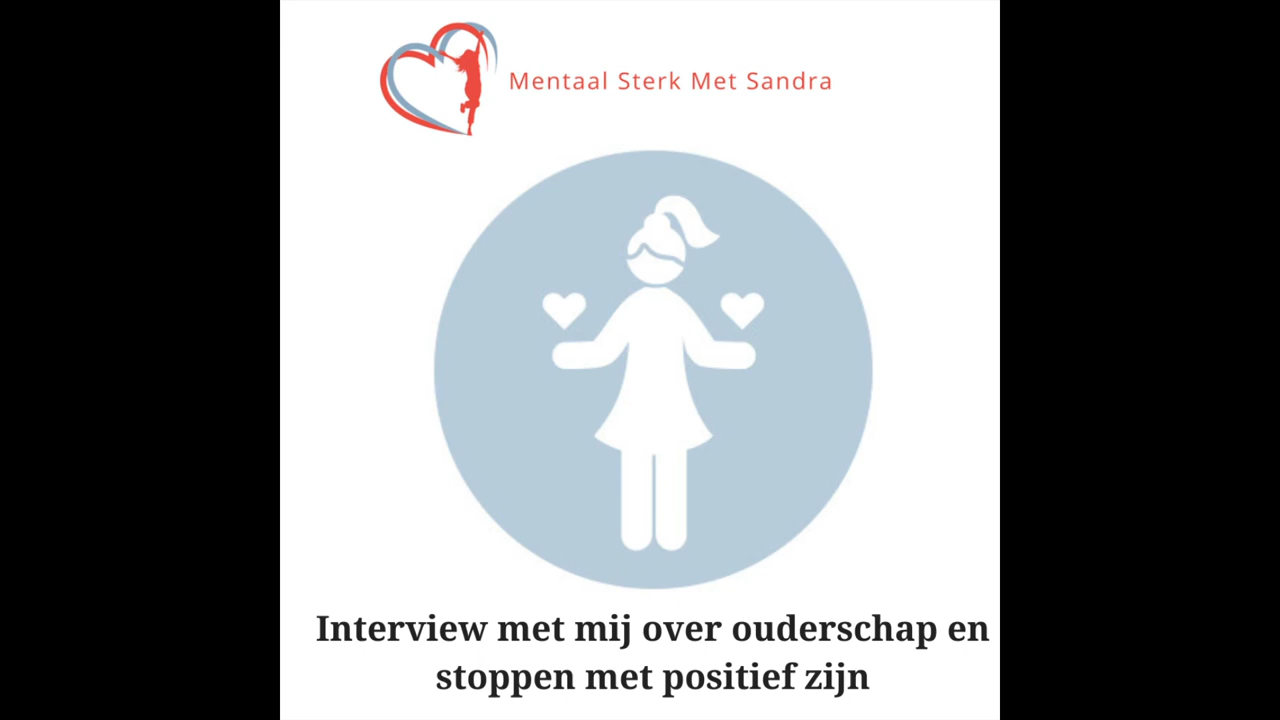 Mentaal Sterk Met Sandra
Interview met mij over ouderschap en
stoppen met positief zijn